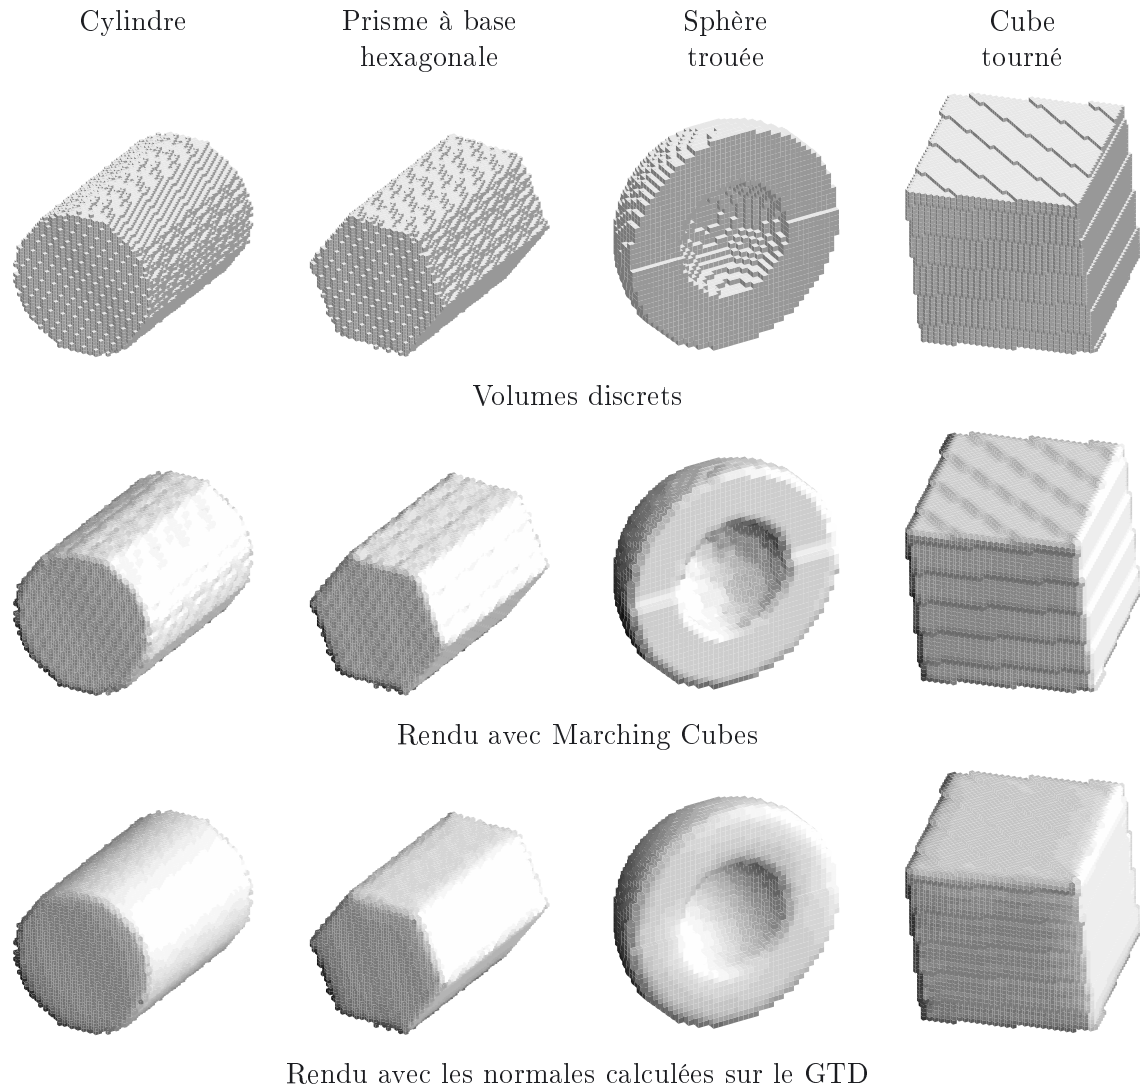 Cylindre
Prisme à base
hexagonale
Sphère
trouée
Cube
tourné
Volumes discrets
Rendu avec Marching Cubes
Rendu avec les normales calculées sur le GTD